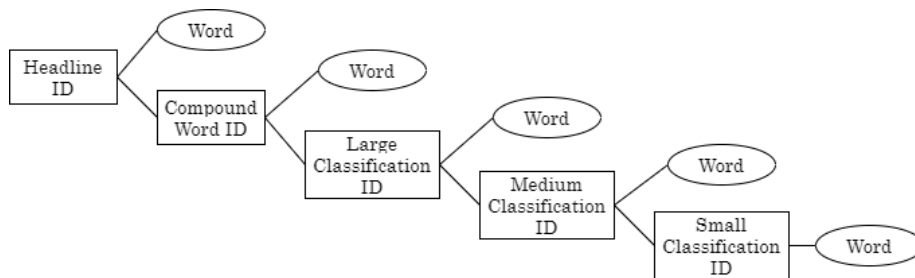 Word
Headline
ID
Word
Compound
Word ID
Word
Large
Classification
ID
Word
Medium
Classification
ID
Small
Classification
ID
Word